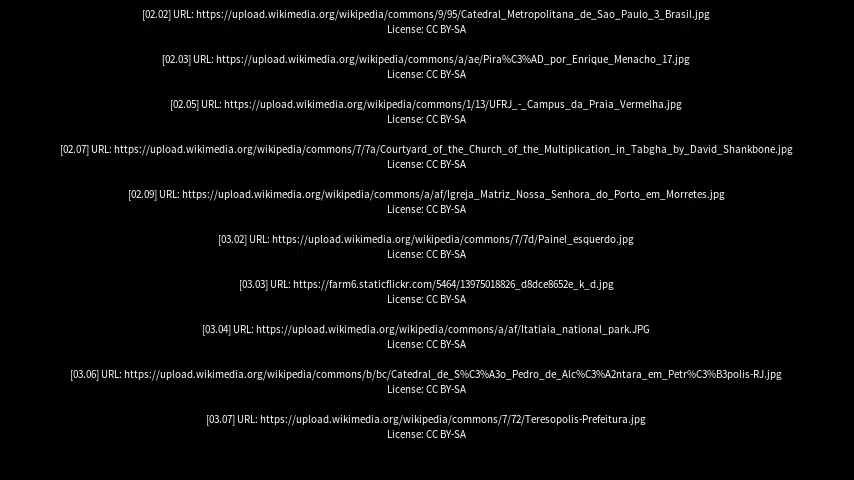 [02.02] URL: https://upload.wikimedia.org/wikipedia/commons/9/95/Catedral_Metropolitana_de_Sao_Paulo_3_Brasil.jpg
License: CC BY-SA
[02.03] URL: https://upload.wikimedia.org/wikipedia/commons/a/ae/Pira%C3%AD_por_Enrique_Menacho_17.jpg
License: CC BY-SA
[02.05] URL: https://upload.wikimedia.org/wikipedia/commons/1/13/UFRJ_-_Campus_da_Praia_Vermelha.jpg
License: CC BY-SA
[02.07] URL: https://upload.wikimedia.org/wikipedia/commons/7/7a/Courtyard_of_the_Church_of_the_Multiplication_in_Tabgha_by_David_Shankbone.jpg
License: CC BY-SA
[02.09] URL: https://upload.wikimedia.org/wikipedia/commons/a/af/Igreja_Matriz_Nossa_Senhora_do_Porto_em_Morretes.jpg
License: CC BY-SA
[03.02] URL: https://upload.wikimedia.org/wikipedia/commons/7/7d/Painel_esquerdo.jpg
License: CC BY-SA
[03.03] URL: https://farm6.staticflickr.com/5464/13975018826_d8dce8652e_k_d.jpg
License: CC BY-SA
[03.04] URL: https://upload.wikimedia.org/wikipedia/commons/a/af/Itatiaia_national_park.JPG
License: CC BY-SA
[03.06] URL: https://upload.wikimedia.org/wikipedia/commons/b/bc/Catedral_de_S%C3%A3o_Pedro_de_Alc%C3%A2ntara_em_Petr%C3%B3polis-RJ.jpg
License: CC BY-SA
[03.07] URL: https://upload.wikimedia.org/wikipedia/commons/7/72/Teresopolis-Prefeitura.jpg
License: CC BY-SA